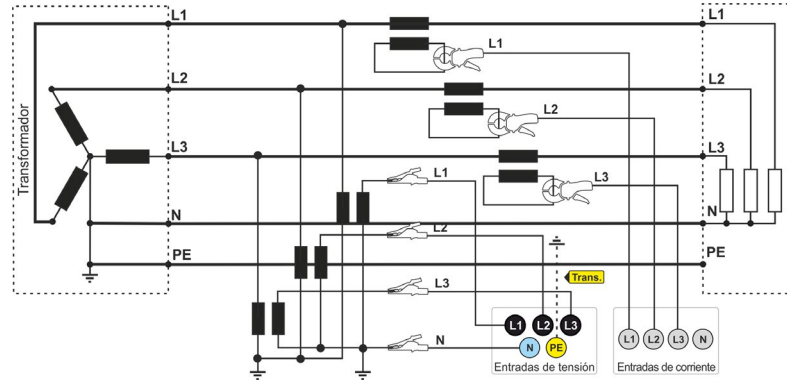 L1
L1
L1
L2
L2
L2
Transformador
L3
L3
L3
L1
N
N
L2
PE
PE
Trans.
L3
L1
L2
L3
N
N
PE
L1
L2
L3
N
Entradas de tensión
Entradas de corriente